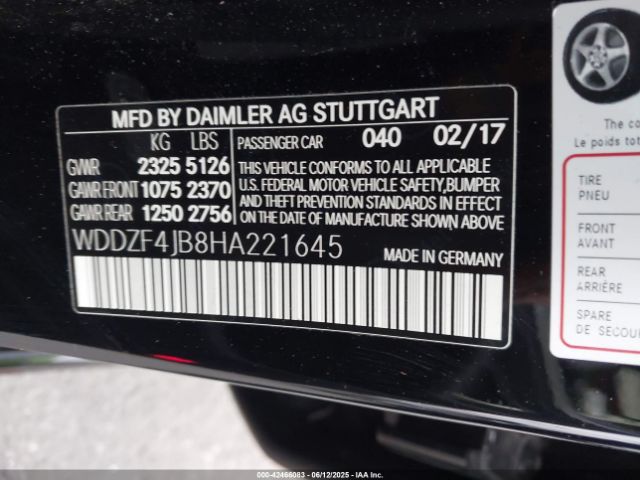 MFD BY DAIMLER AG STUTTGART
KG LBS
GVWR 2325 5126
GAWR FRONT 1075 2370
GAWR REAR 1250 2756
PASSENGER CAR 040 02/17
THIS VEHICLE CONFORMS TO ALL APPLICABLE
U.S. FEDERAL MOTOR VEHICLE SAFETY, BUMPER
AND THEFT PREVENTION STANDARDS IN EFFECT
ON THE DATE OF MANUFACTURE SHOWN ABOVE.
WDDZF4JB8HA221645
MADE IN GERMANY
The co
Le poids tot
TIRE
PNEU
FRONT
AVANT
REAR
ARRIÈRE
SPARE
DE SECOU
00-42466083 - 06/12/2025 - © IAA Inc.